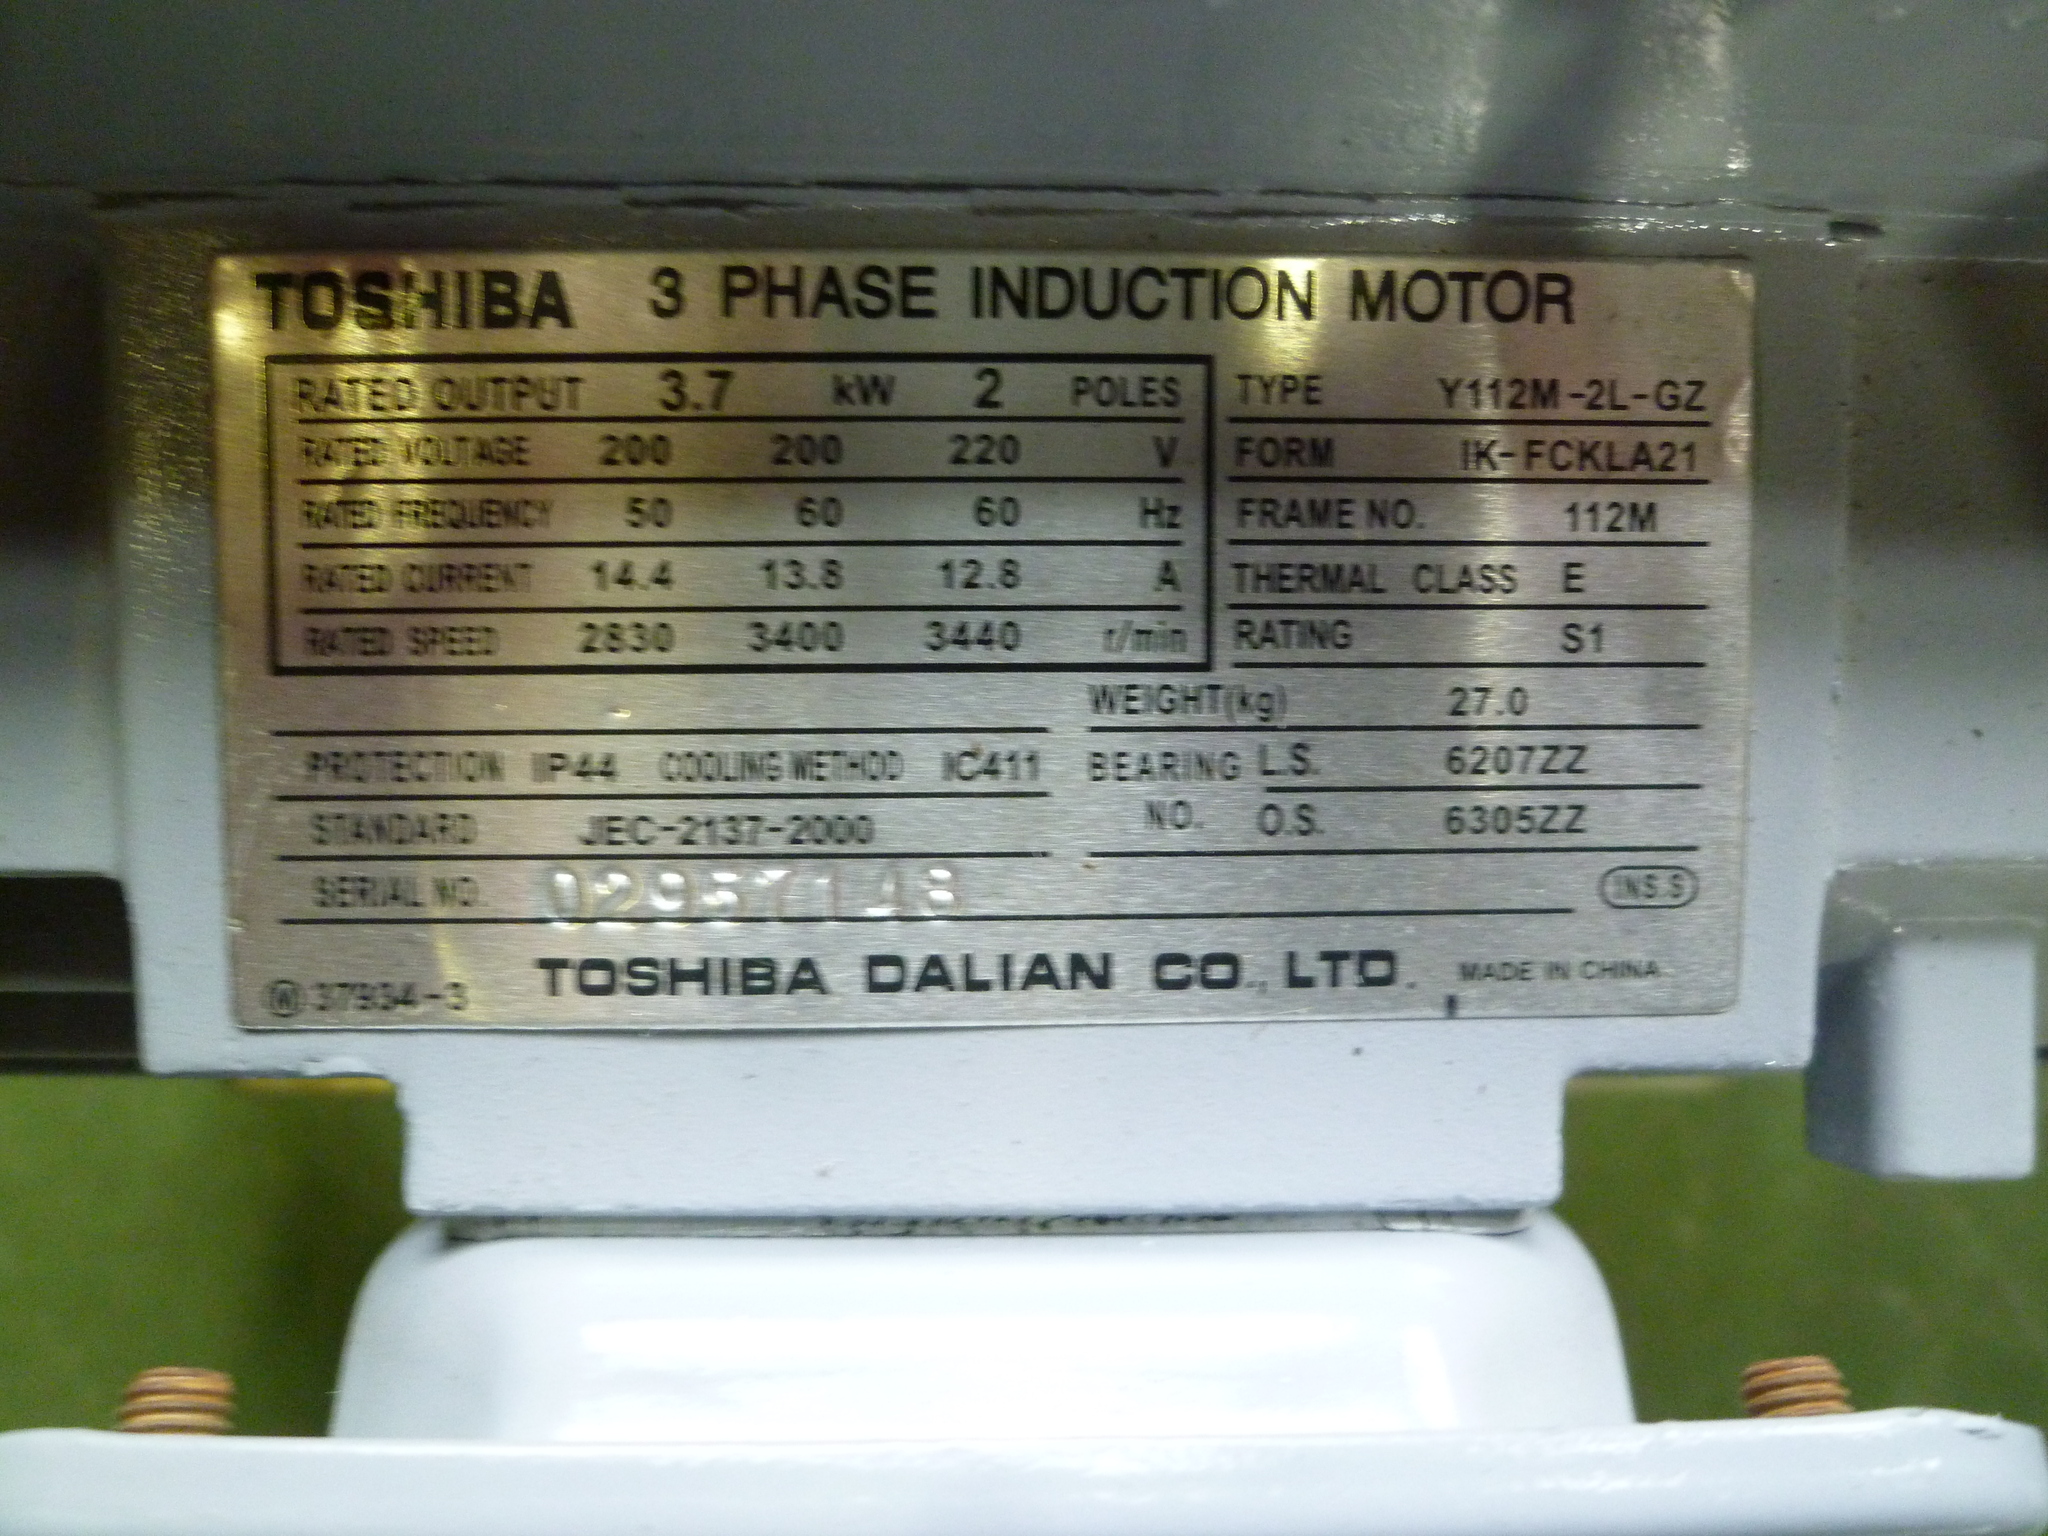 TOSHIBA 3 PHASE INDUCTION MOTOR
RATED OUTPUT 3.7 kW 2 POLES
RATED VOLTAGE 200 200 220 V
RATED FREQUENCY 50 60 60 Hz
RATED CURRENT 14.4 13.8 12.8 A
RATED SPEED 2830 3400 3440 r/min
TYPE Y112M-2L-GZ
FORM IK-FCKLA21
FRAME NO. 112M
THERMAL CLASS E
RATING S1
WEIGHT(kg) 27.0
PROTECTION IP44 COOLING METHOD IC411
BEARING L.S. 6207ZZ
NO. O.S. 6305ZZ
STANDARD JEC-2137-2000
SERIAL NO. 02957148
INS.S
W 37934-3
TOSHIBA DALIAN CO., LTD. MADE IN CHINA